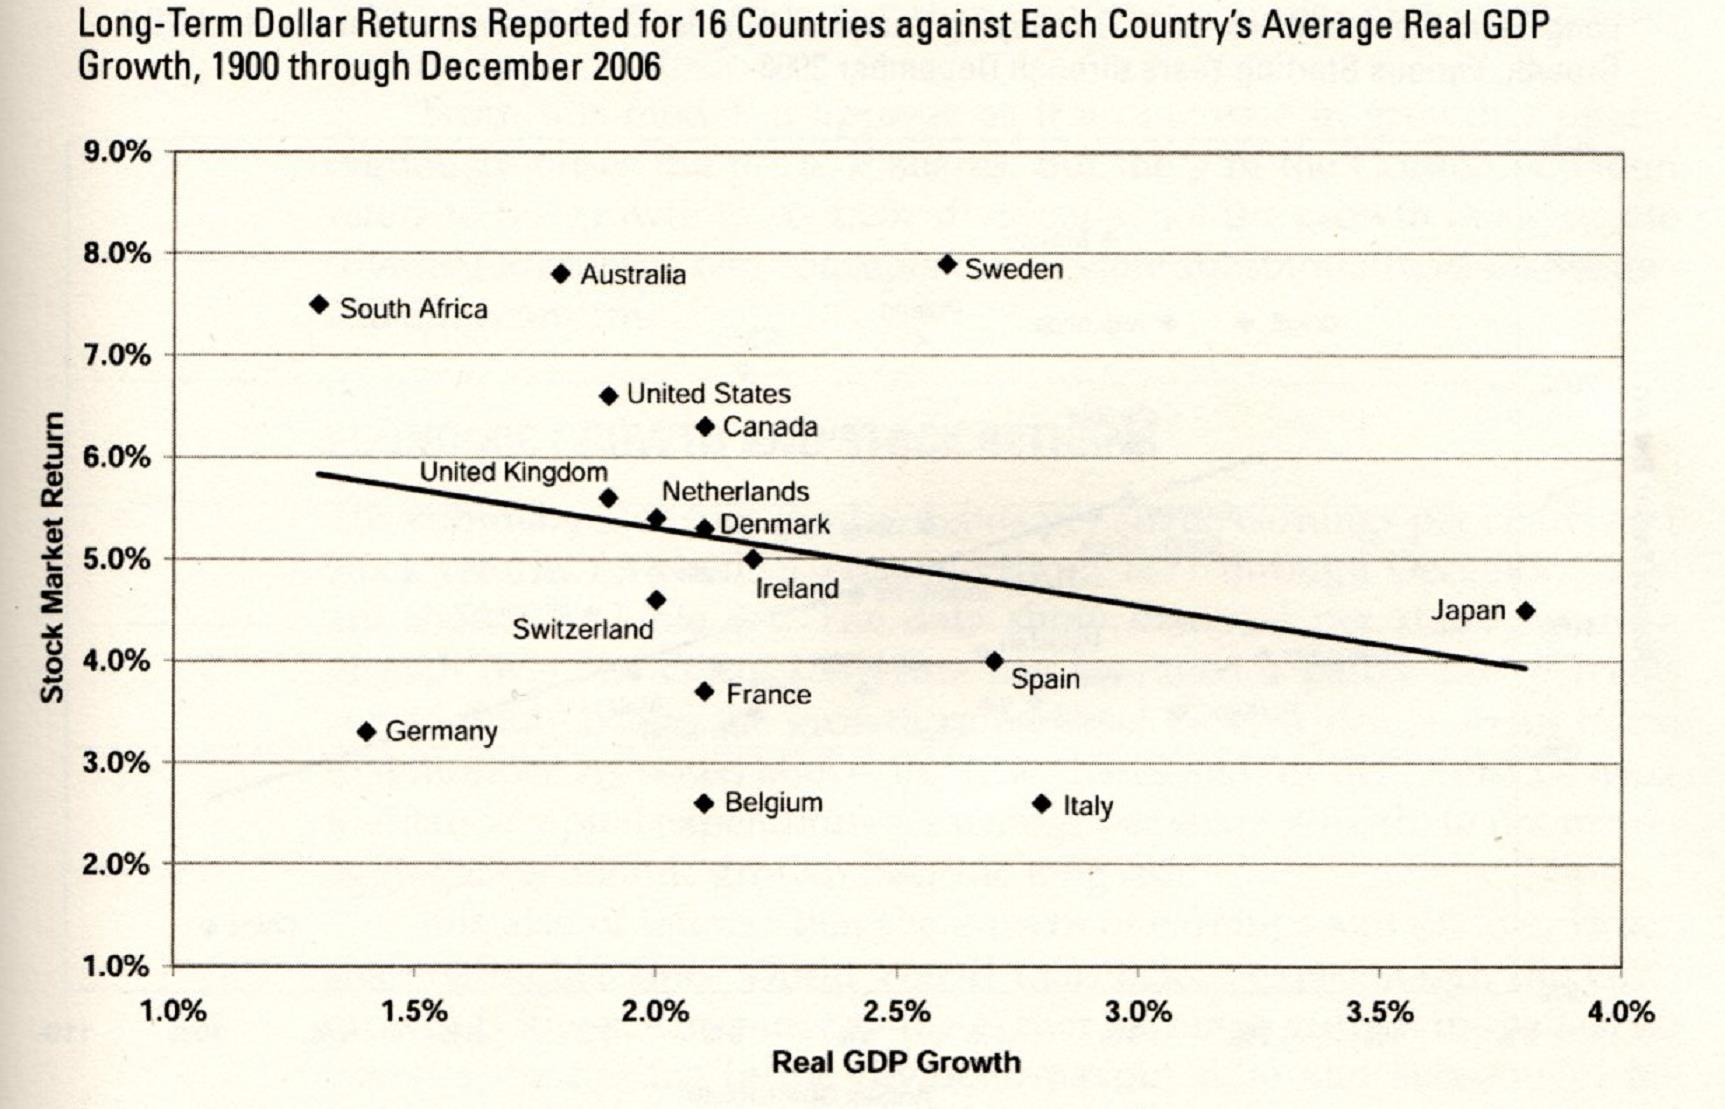 Long-Term Dollar Returns Reported for 16 Countries against Each Country's Average Real GDP
Growth, 1900 through December 2006
9.0%
8.0%
7.0%
6.0%
5.0%
4.0%
3.0%
2.0%
1.0%
Stock Market Return
Australia
Sweden
South Africa
United States
Canada
United Kingdom
Netherlands
Denmark
Ireland
Japan
Switzerland
Spain
France
Germany
Belgium
Italy
1.0% 1.5% 2.0% 2.5% 3.0% 3.5% 4.0%
Real GDP Growth